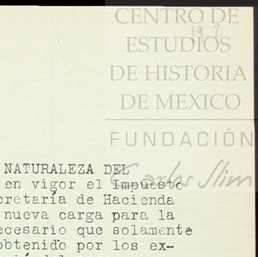 CENTRO DE
ESTUDIOS
DE HISTORIA
DE MEXICO
FUNDACIÓN
Carlos Slim
NATURALEZA DEL
en vigor el Impuesto
cretaría de Hacienda
nueva carga para la
ecesario que solamente
obtenido por los ex-